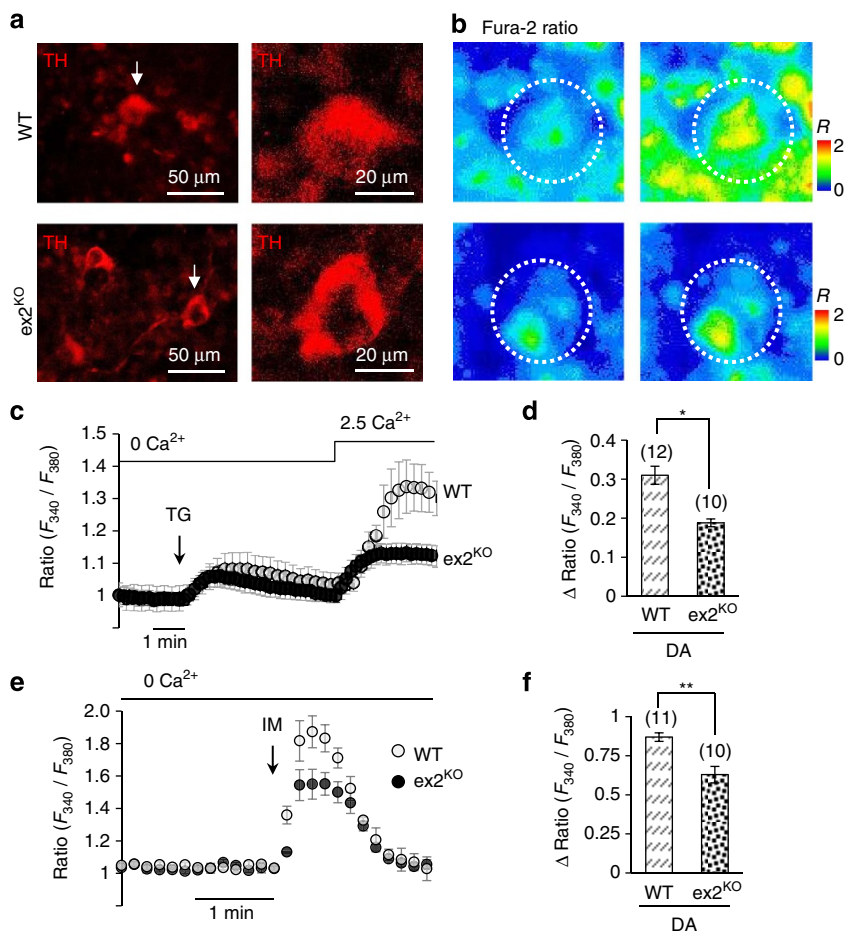 a
WT
TH
50 μm
TH
20 μm
ex2KO
TH
50 μm
TH
20 μm
b
Fura-2 ratio
R
2
0
R
2
0
c
Ratio (F340 / F380)
1.5
1.4
1.3
1.2
1.1
1
0 Ca2+
2.5 Ca2+
TG
WT
ex2KO
1 min
d
Δ Ratio (F340 / F380)
0.4
0.3
0.2
0.1
0
*
(12)
(10)
WT
ex2KO
DA
e
0 Ca2+
Ratio (F340 / F380)
2.0
1.8
1.6
1.4
1.2
1
IM
WT
ex2KO
1 min
f
Δ Ratio (F340 / F380)
1
0.75
0.5
0.25
0
**
(11)
(10)
WT
ex2KO
DA